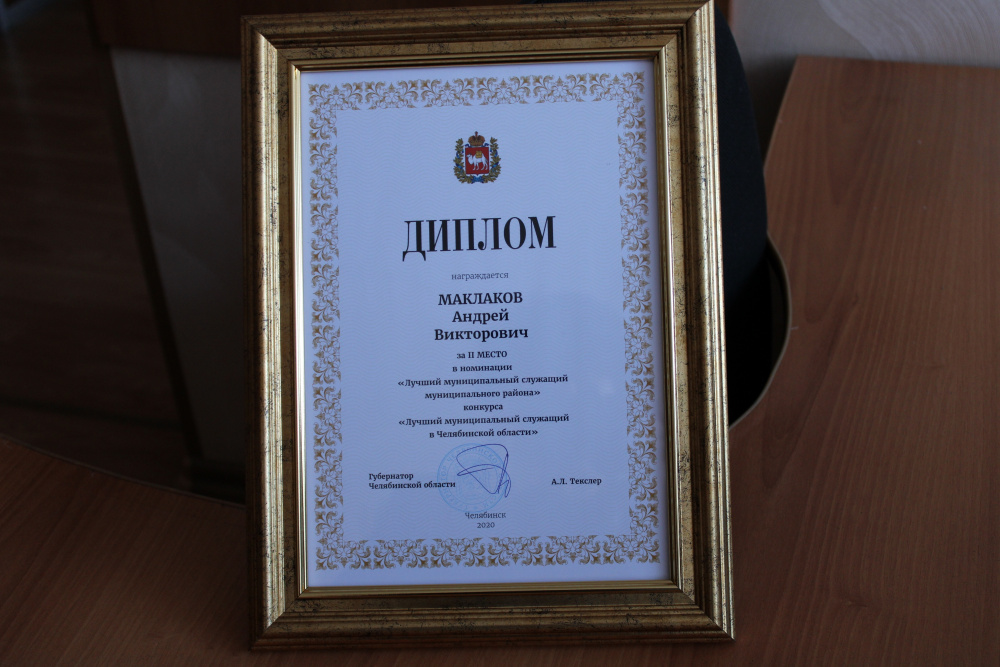 ДИПЛОМ
награждается
МАКЛАКОВ
Андрей
Викторович
за II МЕСТО
в номинации
«Лучший муниципальный служащий
муниципального района»
конкурса
«Лучший муниципальный служащий
в Челябинской области»
Губернатор
Челябинской области
А.Л. Текслер
Челябинск
2020